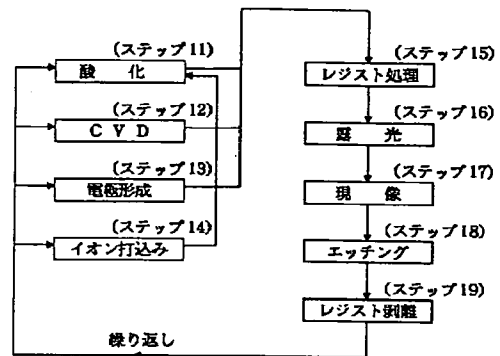 (ステップ11)
酸 化
(ステップ12)
C V D
(ステップ13)
電極形成
(ステップ14)
イオン打込み
(ステップ15)
レジスト処理
(ステップ16)
露 光
(ステップ17)
現 像
(ステップ18)
エッチング
(ステップ19)
レジスト剥離
繰り返し